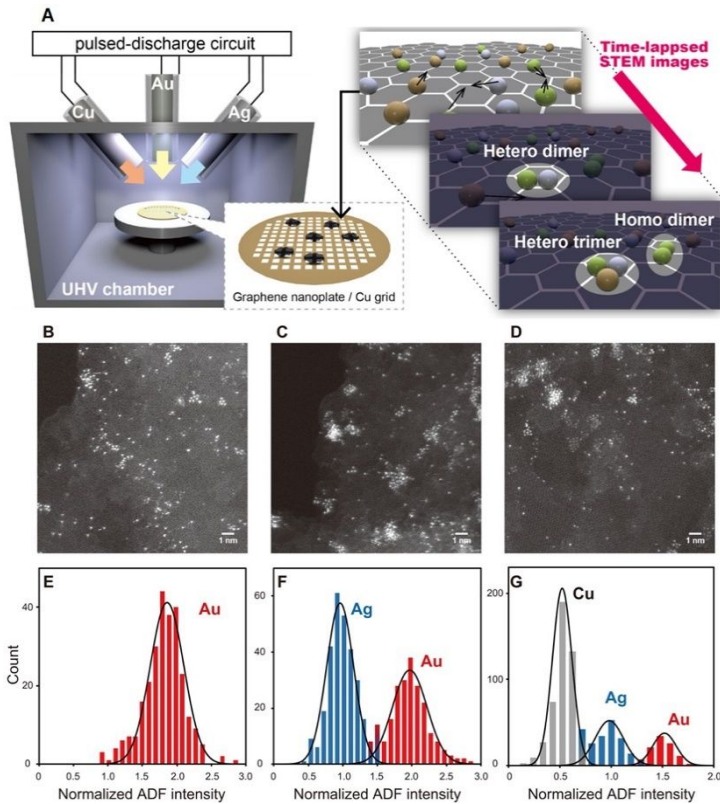 A
pulsed-discharge circuit
Au
Cu
Ag
UHV chamber
Graphene nanoplate / Cu grid
Time-lappsed
STEM images
Hetero dimer
Homo dimer
Hetero trimer
B
C
D
1 nm
1 nm
1 nm
E
Au
Count
40
20
0
0
0.5
1.0
1.5
2.0
2.5
3.0
Normalized ADF intensity
F
Ag
Au
60
40
20
0
0
0.5
1.0
1.5
2.0
2.5
3.0
Normalized ADF intensity
G
Cu
Ag
Au
200
100
0
0
0.5
1.0
1.5
2.0
Normalized ADF intensity